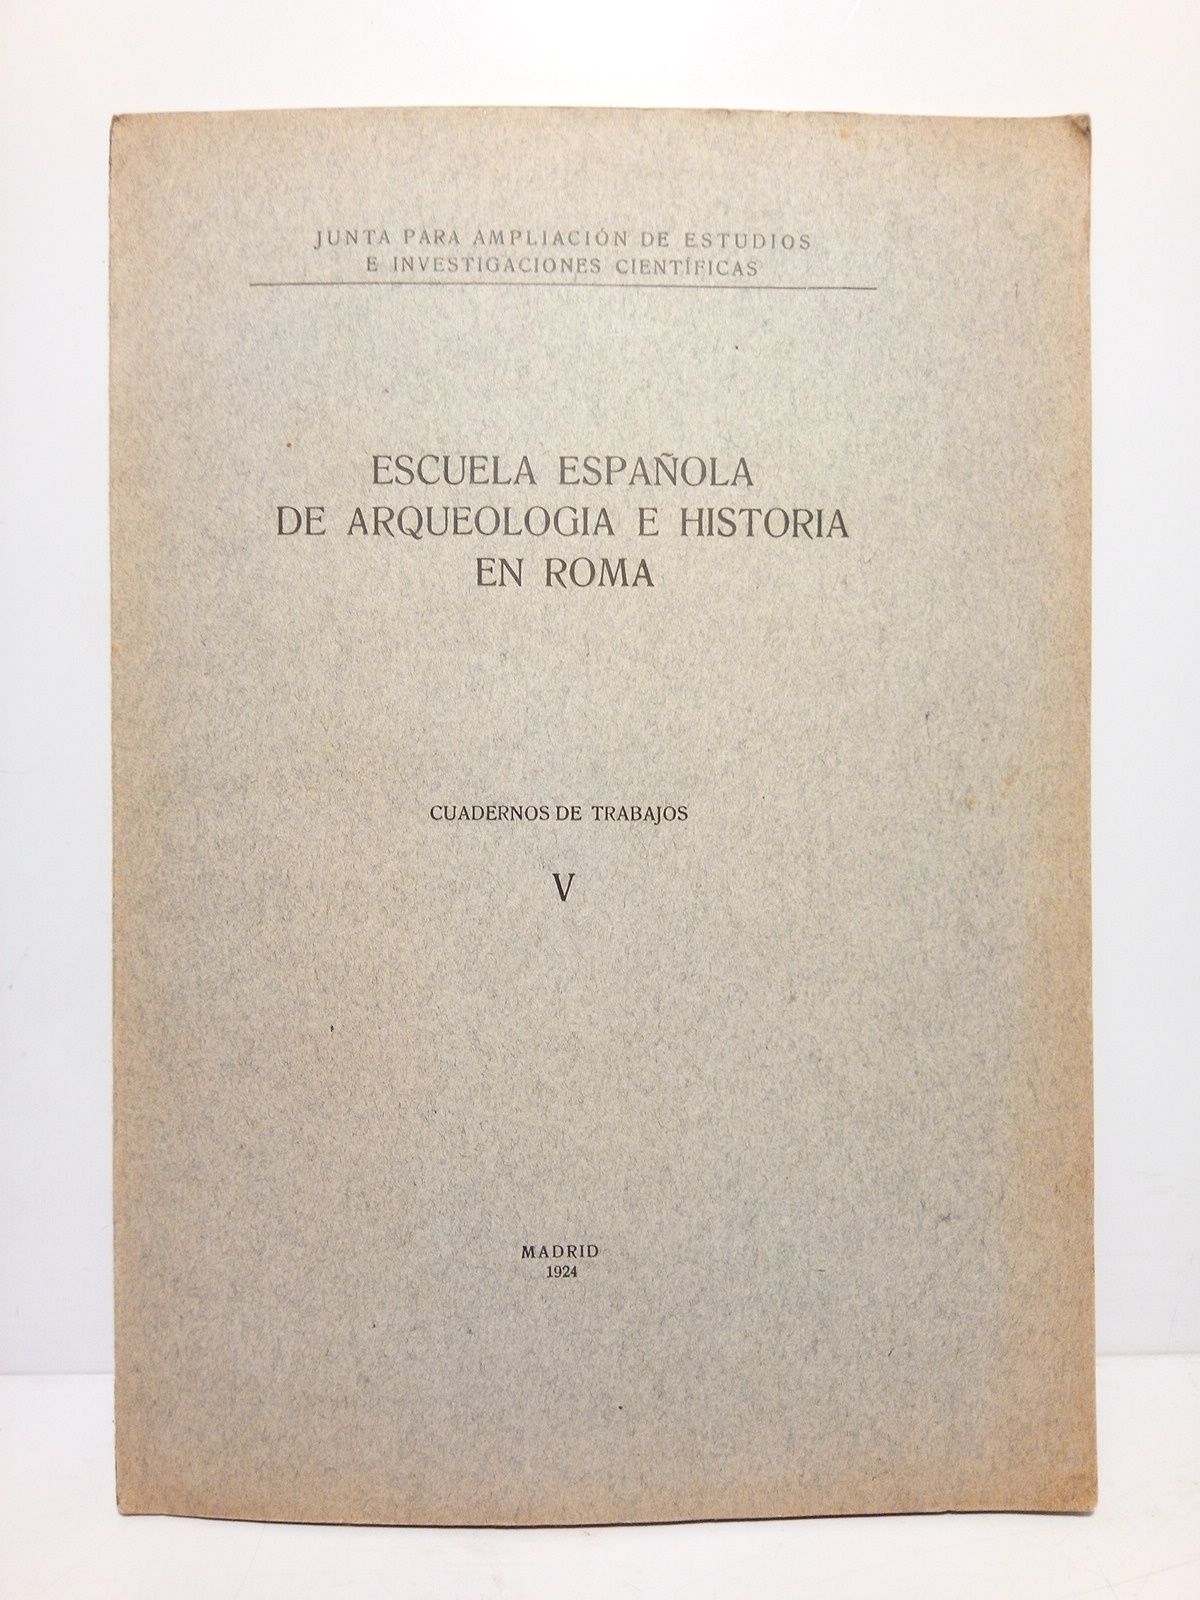 JUNTA PARA AMPLIACIÓN DE ESTUDIOS
E INVESTIGACIONES CIENTÍFICAS
ESCUELA ESPAÑOLA
DE ARQUEOLOGIA E HISTORIA
EN ROMA
CUADERNOS DE TRABAJOS
V
MADRID
1924